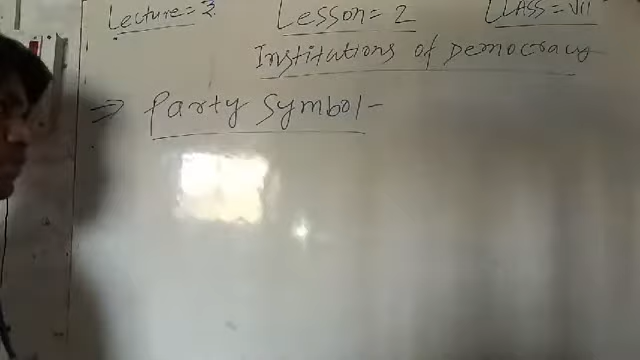 Lecture = 3 Lesson = 2 CLASS = VII
Institutions of Democracy
⇒ Party Symbol -